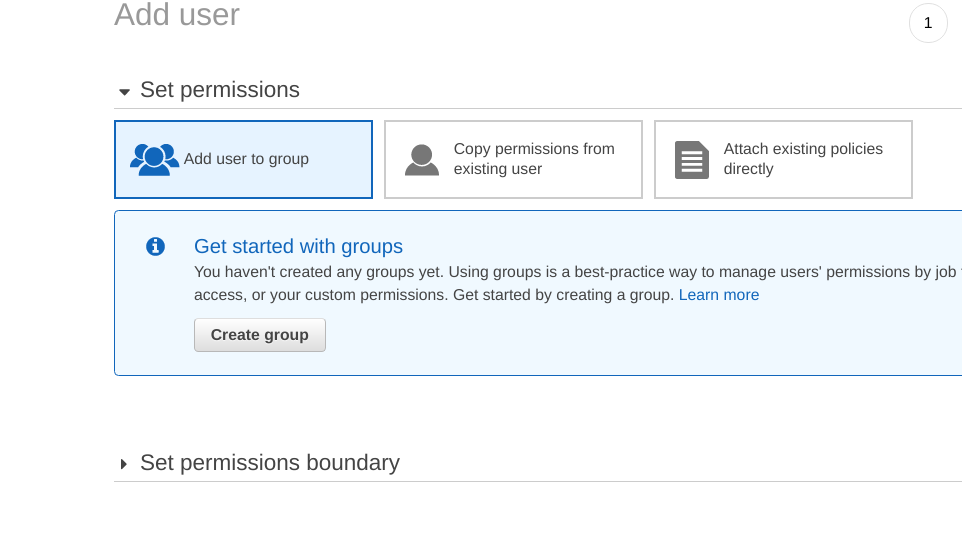 Add user
1
Set permissions
Add user to group
Copy permissions from
existing user
Attach existing policies
directly
Get started with groups
You haven't created any groups yet. Using groups is a best-practice way to manage users' permissions by job
access, or your custom permissions. Get started by creating a group. Learn more
Create group
Set permissions boundary